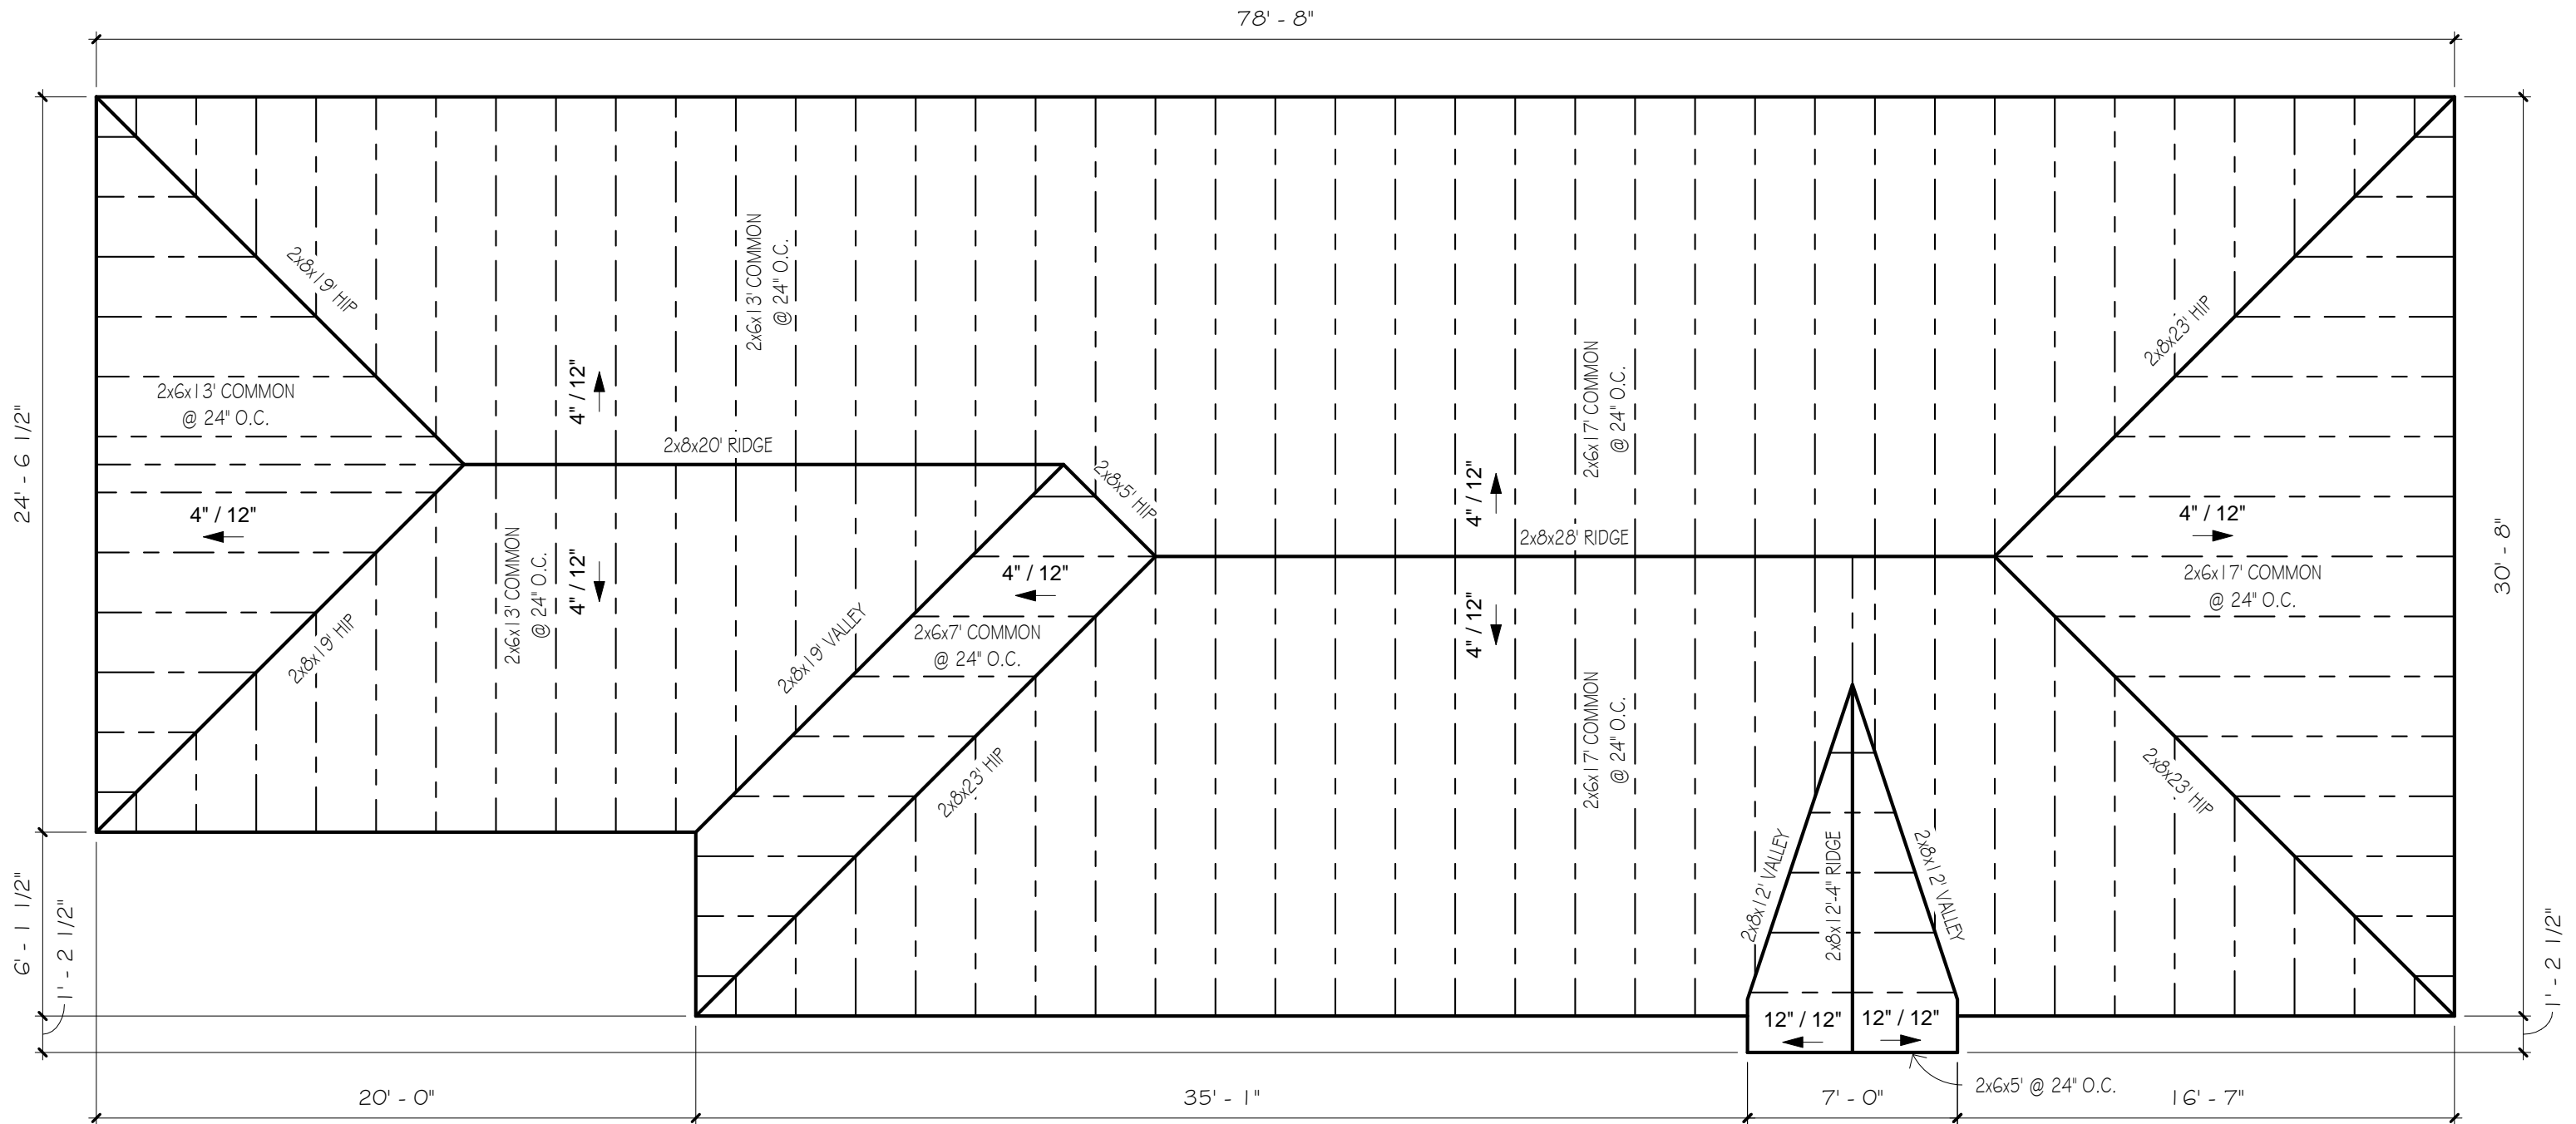 78' - 8"
24' - 6 1/2"
6' - 1 1/2"
1' - 2 1/2"
2x8x19' HIP
2x6x13' COMMON
@ 24" O.C.
4" / 12"
2x8x19' HIP
2x6x13' COMMON
@ 24" O.C.
4" / 12"
2x8x20' RIDGE
2x6x13' COMMON
@ 24" O.C.
4" / 12"
2x8x19' VALLEY
2x8x5' HIP
4" / 12"
2x6x7' COMMON
@ 24" O.C.
2x8x23' HIP
2x6x17' COMMON
@ 24" O.C.
4" / 12"
2x8x28' RIDGE
4" / 12"
2x6x17' COMMON
@ 24" O.C.
2x8x23' HIP
4" / 12"
2x6x17' COMMON
@ 24" O.C.
2x8x23' HIP
2x8x12' VALLEY
2x8x12'-4" RIDGE
2x8x12' VALLEY
12" / 12"
12" / 12"
2x6x5' @ 24" O.C.
30' - 8"
1' - 2 1/2"
20' - 0"
35' - 1"
7' - 0"
16' - 7"